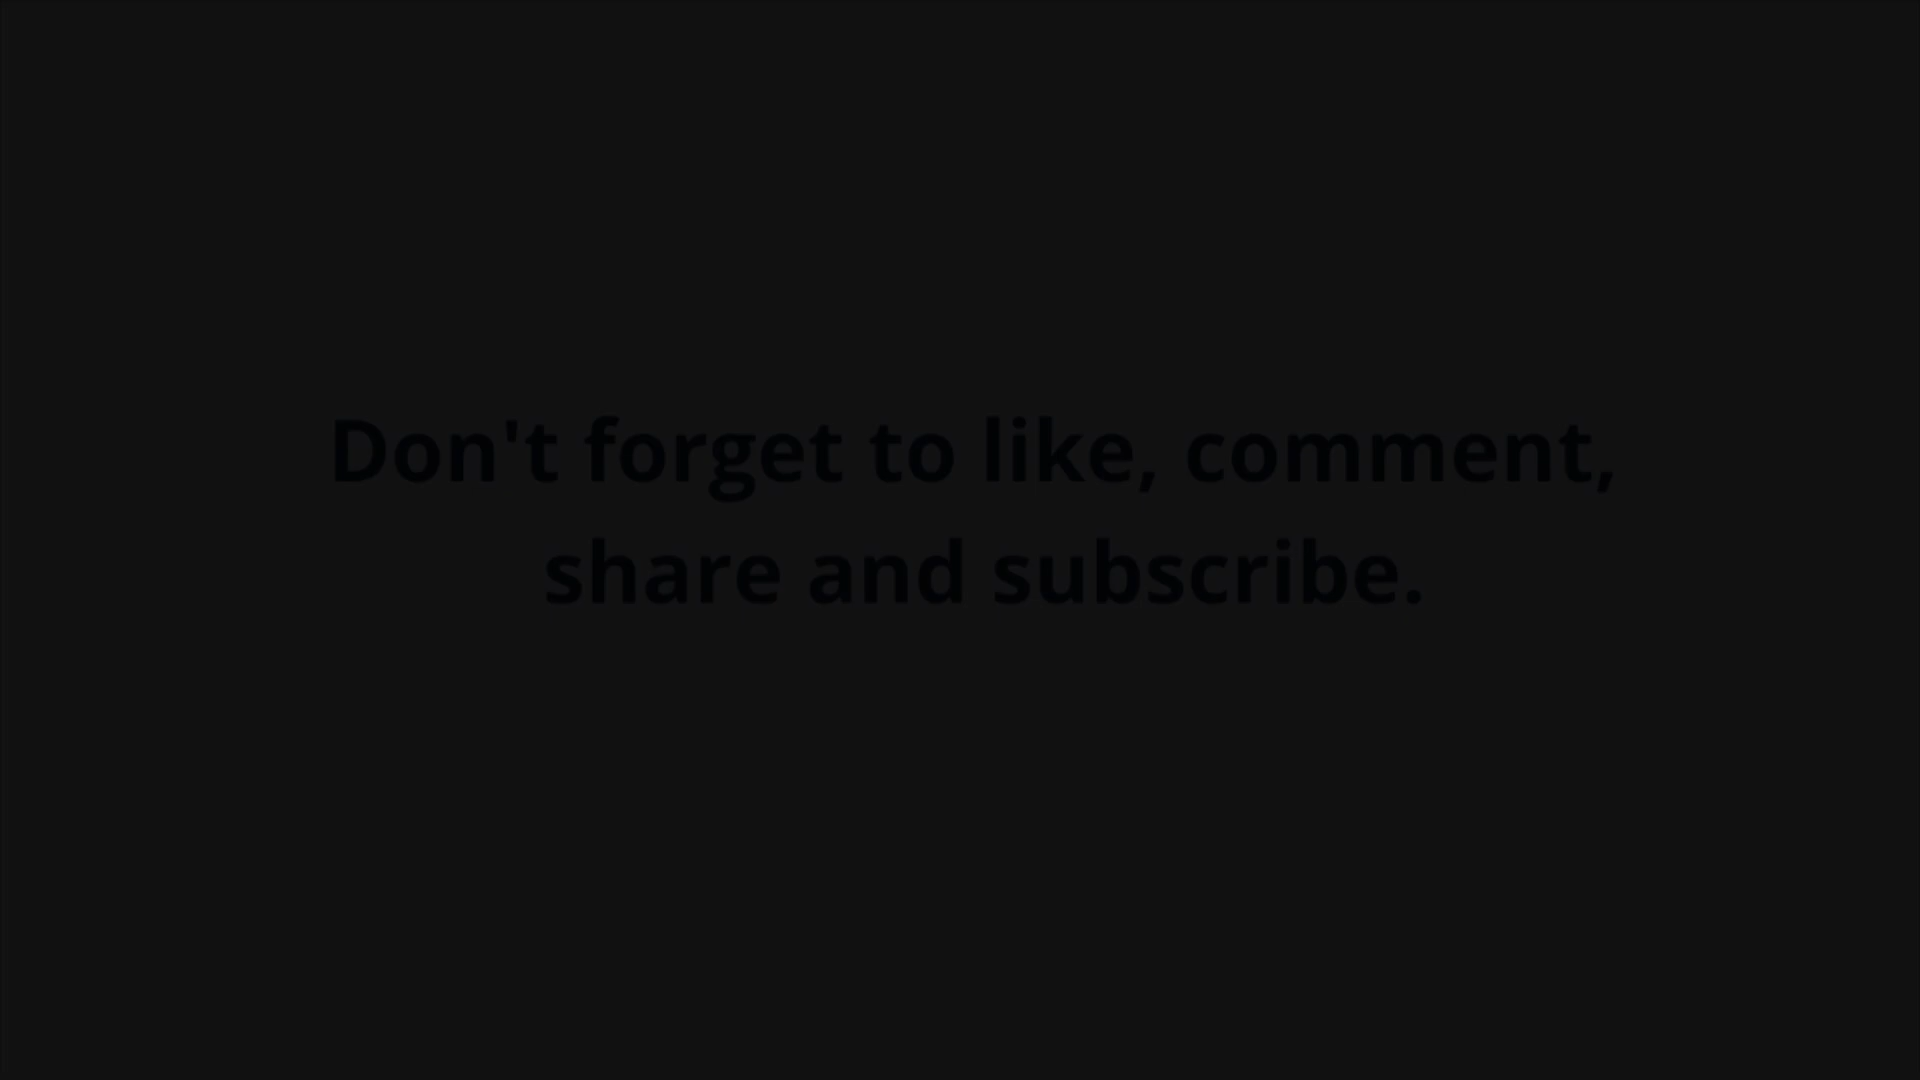 Don't forget to like, comment,
share and subscribe.